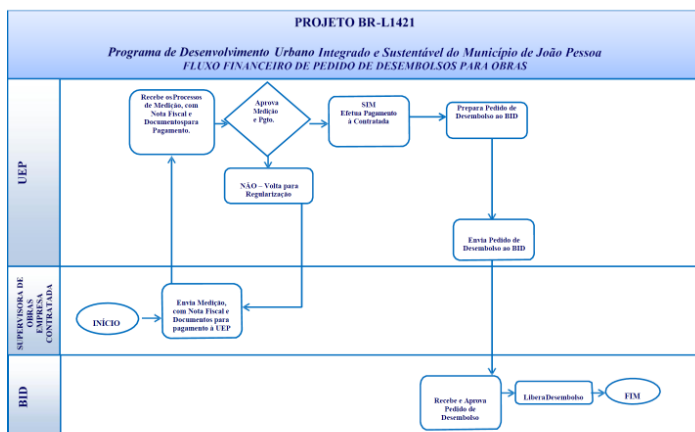 PROJETO BR-L1421
Programa de Desenvolvimento Urbano Integrado e Sustentável do Município de João Pessoa
FLUXO FINANCEIRO DE PEDIDO DE DESEMBOLSOS PARA OBRAS
UEP
Recebe os Processos
de Medição, com
Nota Fiscal e
Documentospara
Pagamento.
Aprova
Medição
e Pgto.
SIM
Efetua Pagamento
à Contratada
Prepara Pedido de
Desembolso ao BID
NÃO – Volta para
Regularização
Envia Pedido de
Desembolso ao BID
SUPERVISORA DE
OBRAS
EMPRESA
CONTRATADA
INÍCIO
Envia Medição,
com Nota Fiscal e
Documentos para
pagamento à UEP
BID
Recebe e Aprova
Pedido de
Desembolso
LiberaDesembolso
FIM